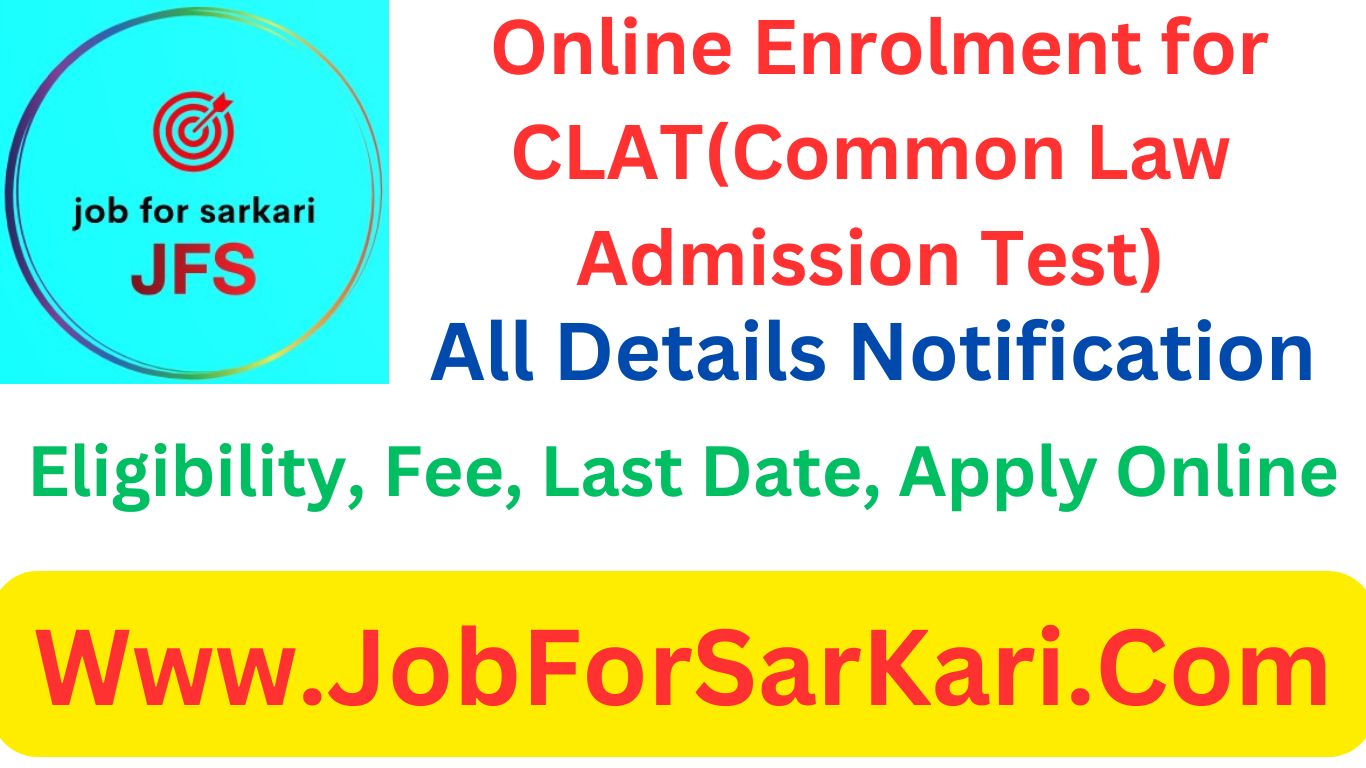 job for sarkari
JFS
Online Enrolment for
CLAT(Common Law
Admission Test)
All Details Notification
Eligibility, Fee, Last Date, Apply Online
Www.JobForSarKari.Com